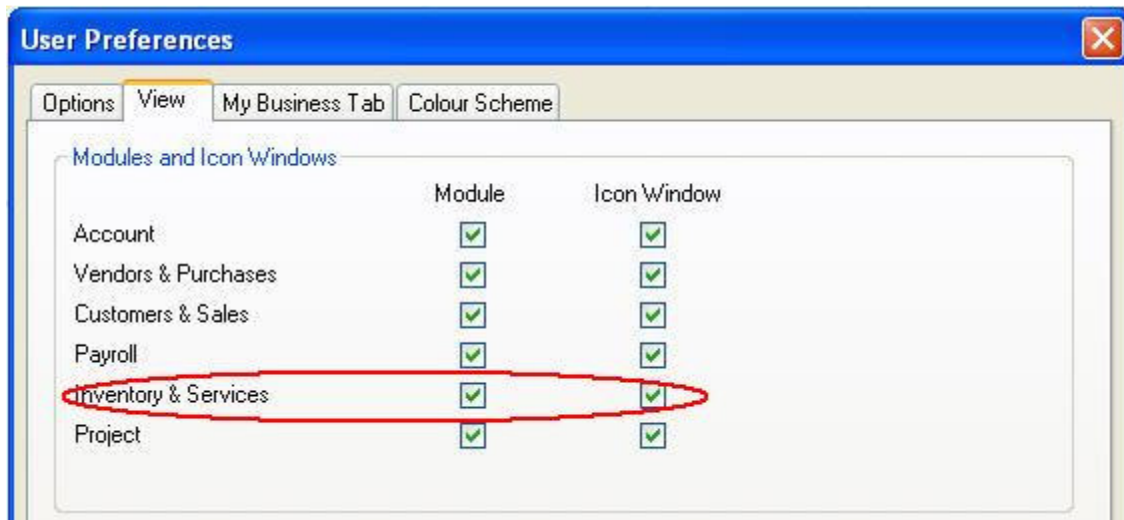 User Preferences
Options View My Business Tab Colour Scheme
Modules and Icon Windows
Module Icon Window
Account
Vendors & Purchases
Customers & Sales
Payroll
Inventory & Services
Project